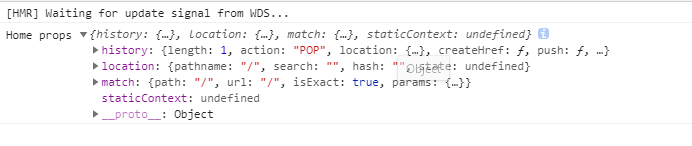 [HMR] Waiting for update signal from WDS...
Home props ▼{history: {…}, location: {…}, match: {…}, staticContext: undefined} i
▶history: {length: 1, action: "POP", location: {…}, createHref: ƒ, push: ƒ, …}
▶location: {pathname: "/", search: "", hash: "", state: undefined}
Object
▶match: {path: "/", url: "/", isExact: true, params: {…}}
staticContext: undefined
▶__proto__: Object